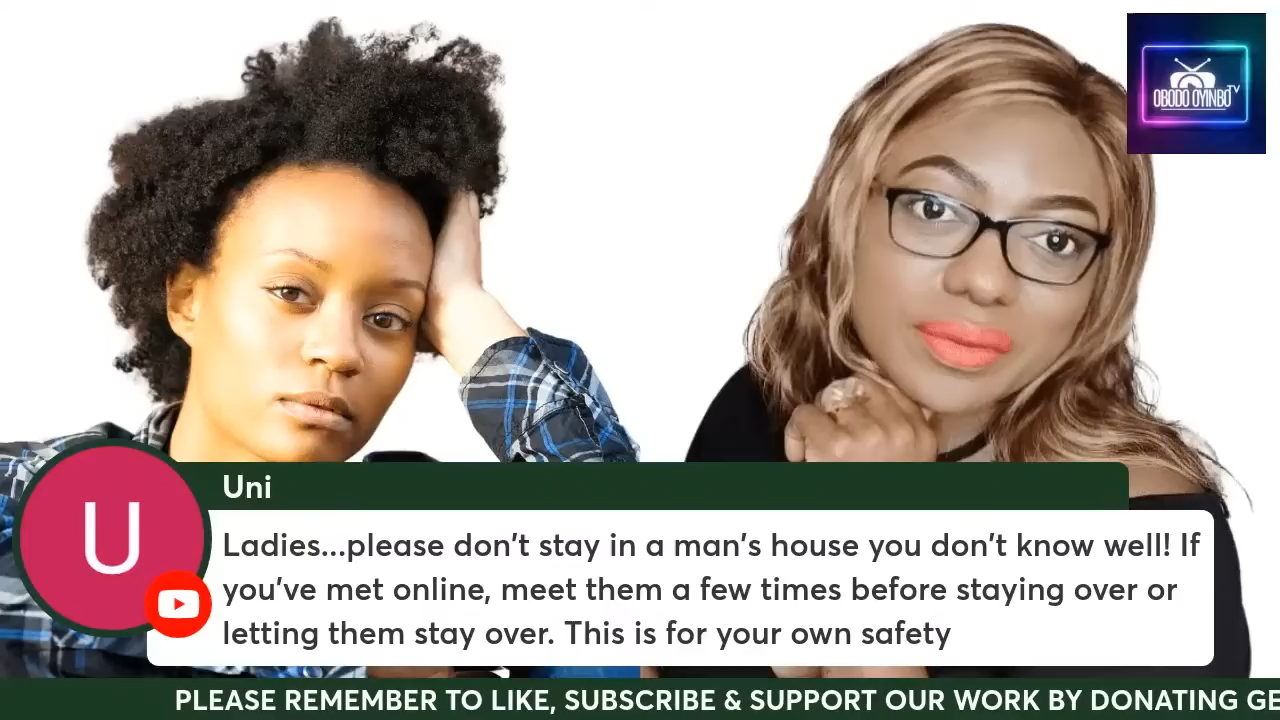 OBODO OYINBO TV
Uni
U
Ladies...please don't stay in a man's house you don't know well! If
you've met online, meet them a few times before staying over or
letting them stay over. This is for your own safety
PLEASE REMEMBER TO LIKE, SUBSCRIBE & SUPPORT OUR WORK BY DONATING GE